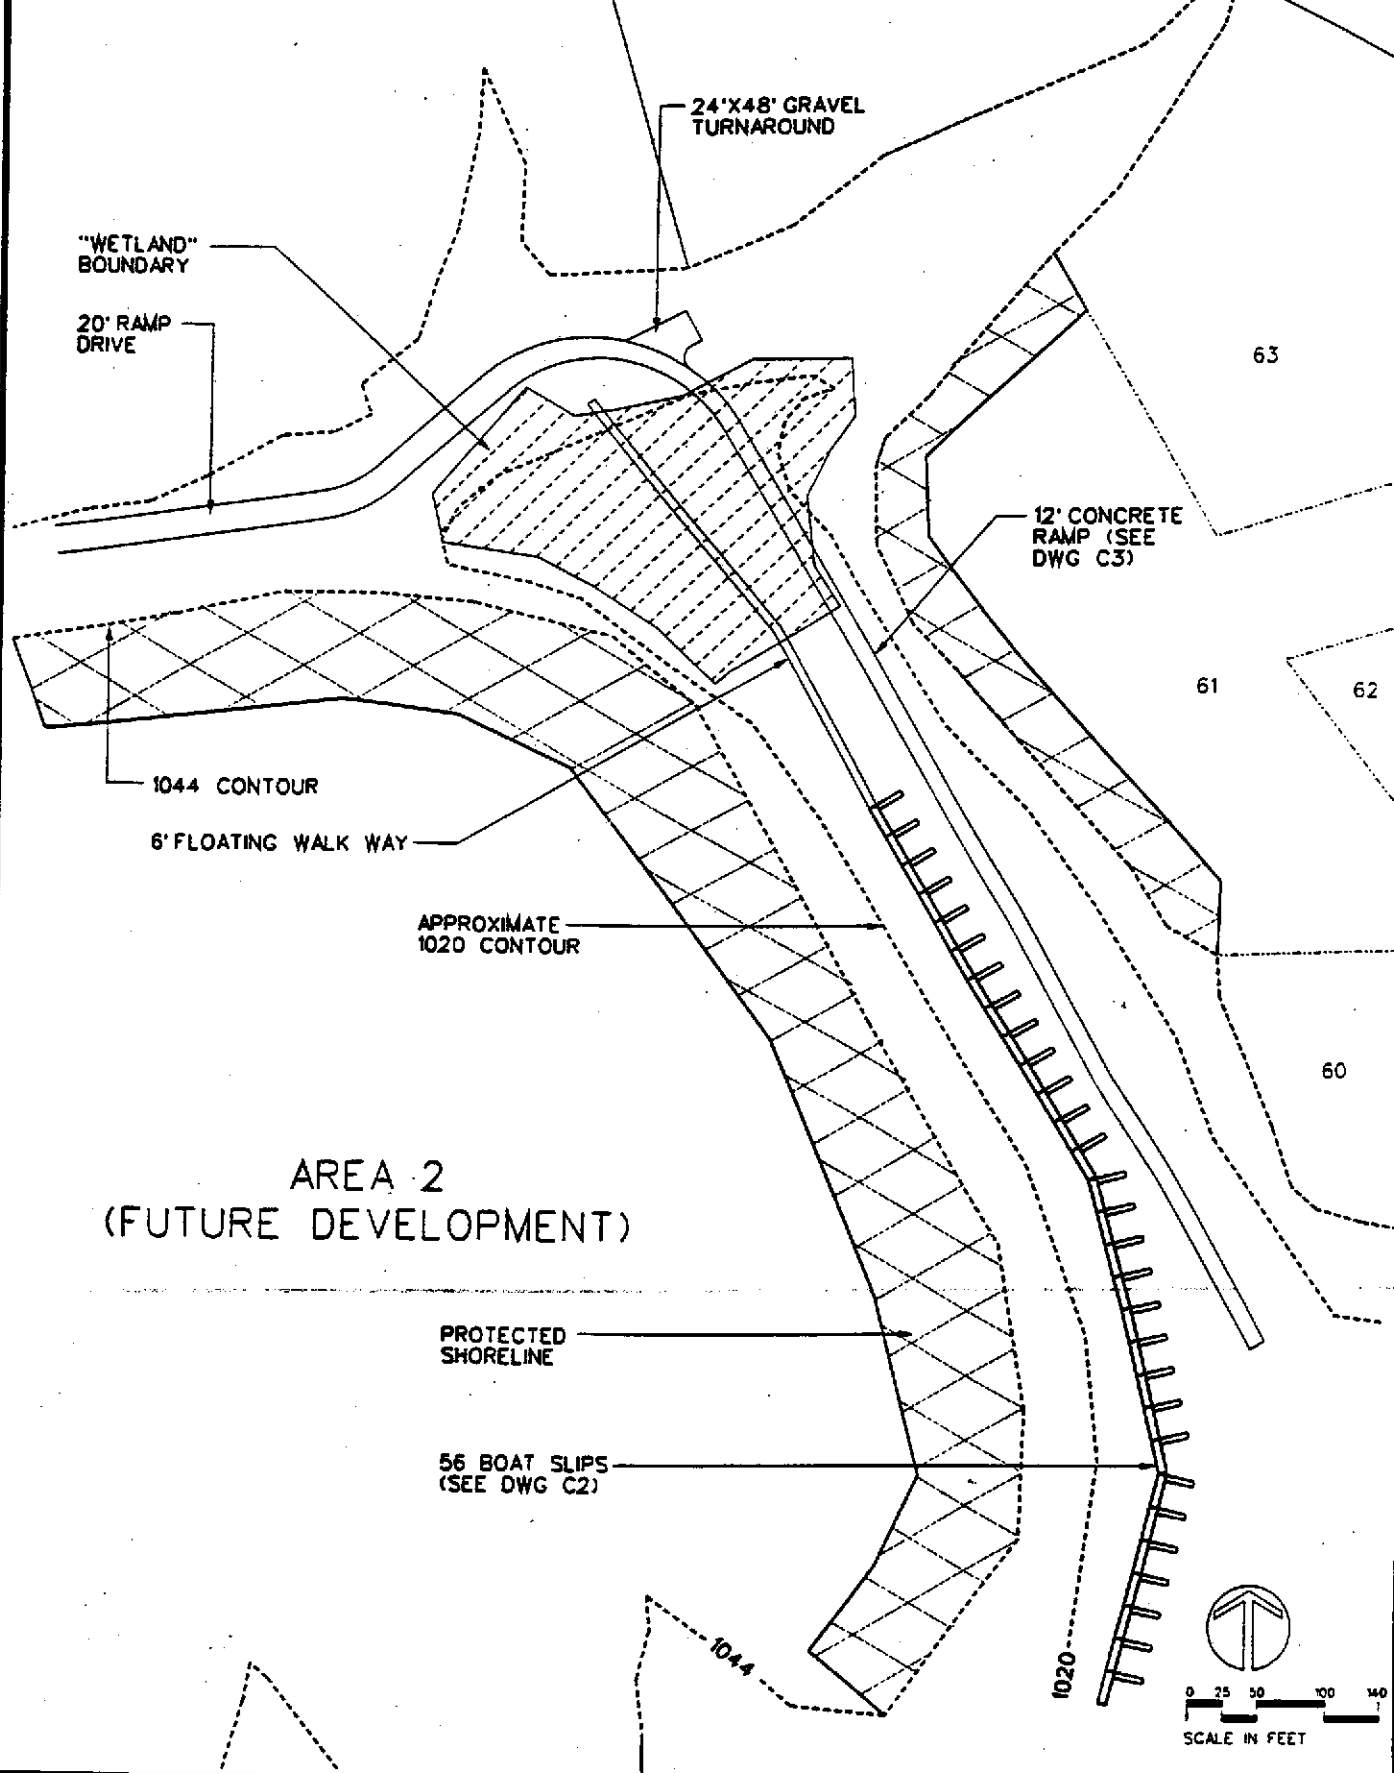 24'X48' GRAVEL
TURNAROUND
"WETLAND"
BOUNDARY
20' RAMP
DRIVE
63
12' CONCRETE
RAMP (SEE
DWG C3)
61
62
1044 CONTOUR
6' FLOATING WALK WAY
APPROXIMATE
1020 CONTOUR
60
AREA 2
(FUTURE DEVELOPMENT)
PROTECTED
SHORELINE
56 BOAT SLIPS
(SEE DWG C2)
1044
1020
0 25 50 100 140
SCALE IN FEET